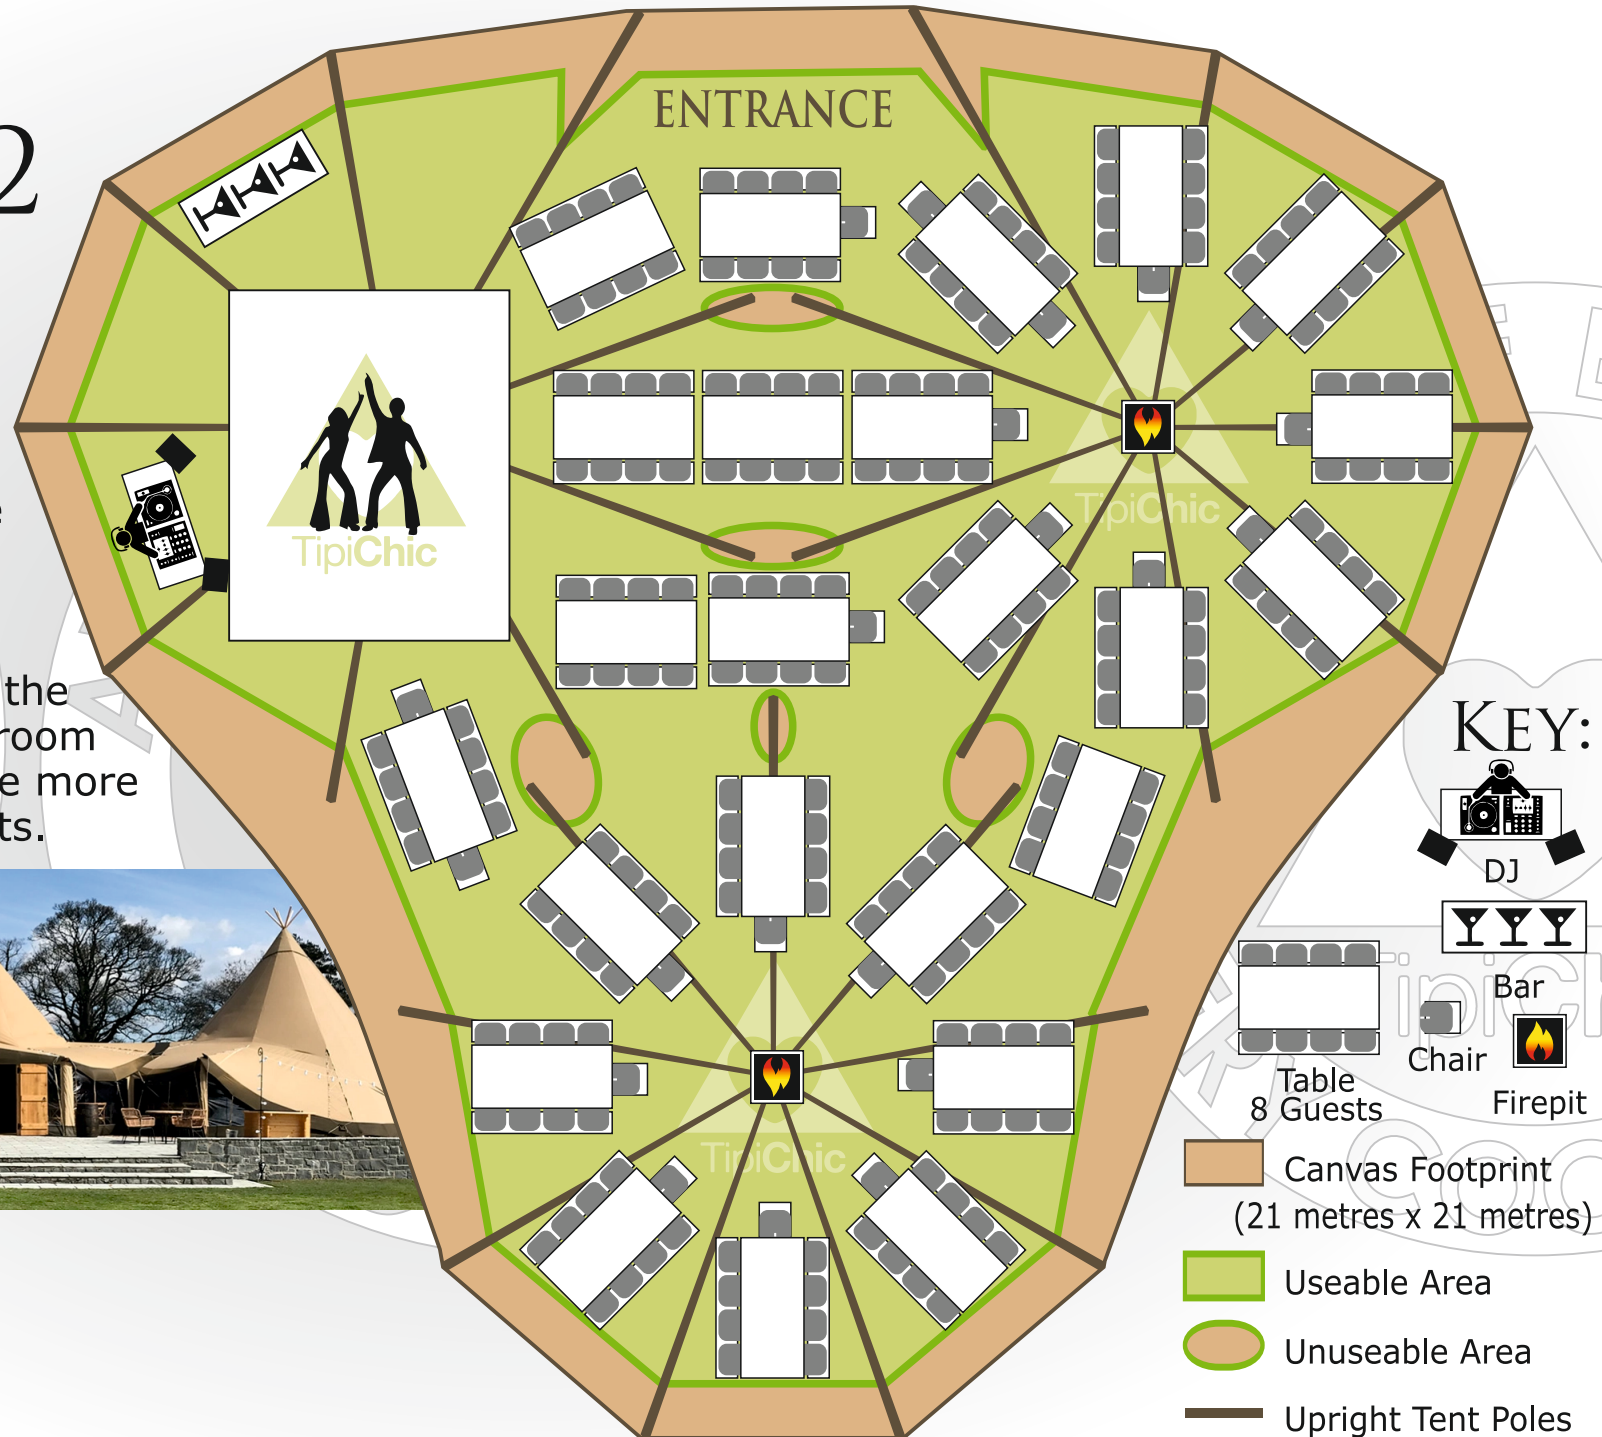 2
ENTRANCE
TipiChic
TipiChic
the
room
e more
ts.
KEY:
DJ
Bar
Table
8 Guests
Chair
Firepit
TipiChic
Canvas Footprint
(21 metres x 21 metres)
Useable Area
Unuseable Area
Upright Tent Poles